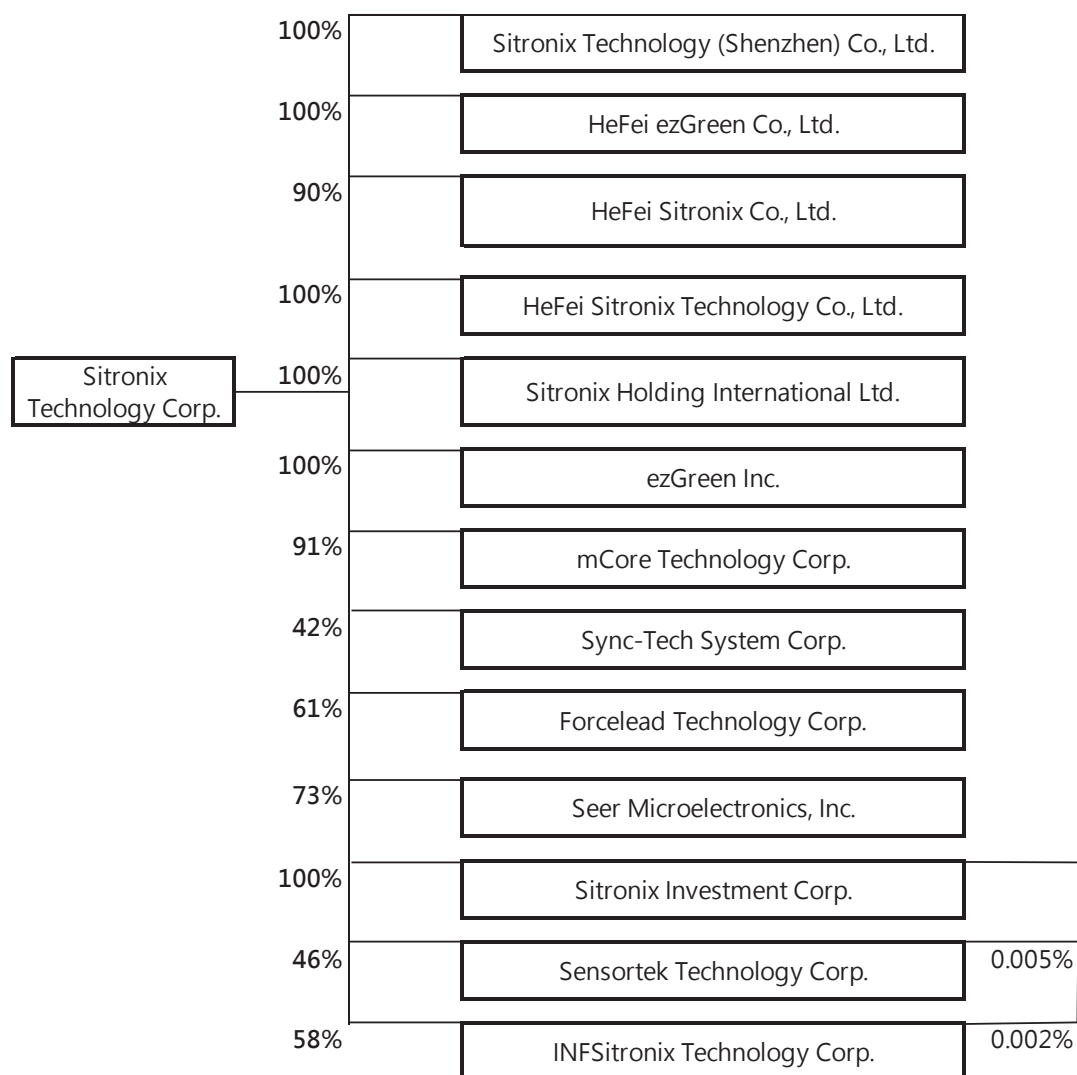 100%
Sitronix Technology (Shenzhen) Co., Ltd.
100%
HeFei ezGreen Co., Ltd.
90%
HeFei Sitronix Co., Ltd.
100%
HeFei Sitronix Technology Co., Ltd.
Sitronix
Technology Corp.
100%
Sitronix Holding International Ltd.
100%
ezGreen Inc.
91%
mCore Technology Corp.
42%
Sync-Tech System Corp.
61%
Forcelead Technology Corp.
73%
Seer Microelectronics, Inc.
100%
Sitronix Investment Corp.
46%
Sensortek Technology Corp.
0.005%
58%
INFSitronix Technology Corp.
0.002%